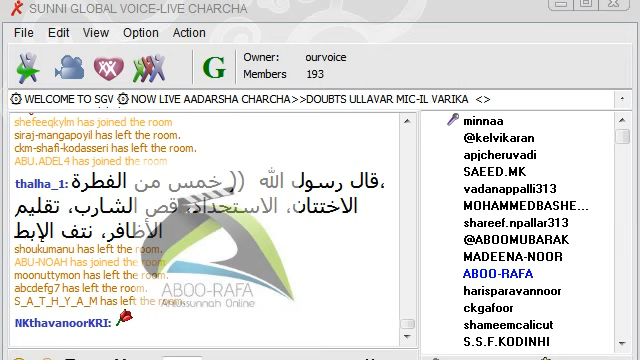 SUNNI GLOBAL VOICE-LIVE CHARCHA
File Edit View Option Action
G
Owner: ourvoice
Members 193
WELCOME TO SGV NOW LIVE AADARSHA CHARCHA>>DOUBTS ULLAVAR MIC-IL VARIKA <>
shefeeqkylm has joined the room.
siraj-mangapoyil has left the room.
ckm-shafi-kodasseri has left the room.
ABU.ADEL4 has joined the room
thalha_1: قال رسول الله (( خمس من الفطرة،
الاختتان، الاستحداد، قص الشارب، تقليم
الأظافر، نتف الإبط
shoukumanu has left the room.
ABU-NOAH has joined the room
moonuttymon has left the room.
abcdefg7 has left the room.
S_A_T_H_Y_A_M has left the room.
NKthavanoorKRI:
ABOO-RAFA
Ahlussunnah Online
minnaa
@kelvikaran
apjcheruvadi
SAEED.MK
vadanappalli313
MOHAMMEDBASHE...
shareef.npallar313
@ABOOMUBARAK
MADEENA-NOOR
ABOO-RAFA
harisparavannoor
ckgafoor
shameemcalicut
S.S.F.KODINHI